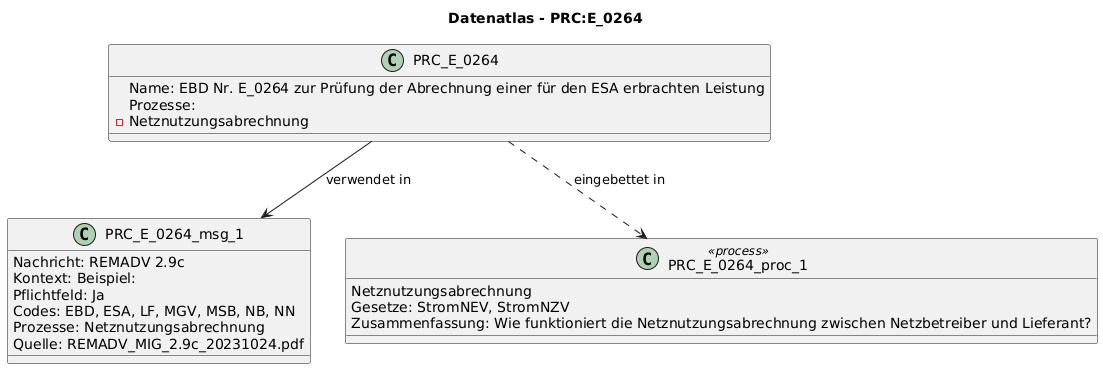 Datenatlas - PRC:E_0264
C PRC_E_0264
Name: EBD Nr. E_0264 zur Prüfung der Abrechnung einer für den ESA erbrachten Leistung
Prozesse:
Netznutzungsabrechnung
verwendet in
eingebettet in
C PRC_E_0264_msg_1
Nachricht: REMADV 2.9c
Kontext: Beispiel:
Pflichtfeld: Ja
Codes: EBD, ESA, LF, MGV, MSB, NB, NN
Prozesse: Netznutzungsabrechnung
Quelle: REMADV_MIG_2.9c_20231024.pdf
«process»
C PRC_E_0264_proc_1
Netznutzungsabrechnung
Gesetze: StromNEV, StromNZV
Zusammenfassung: Wie funktioniert die Netznutzungsabrechnung zwischen Netzbetreiber und Lieferant?